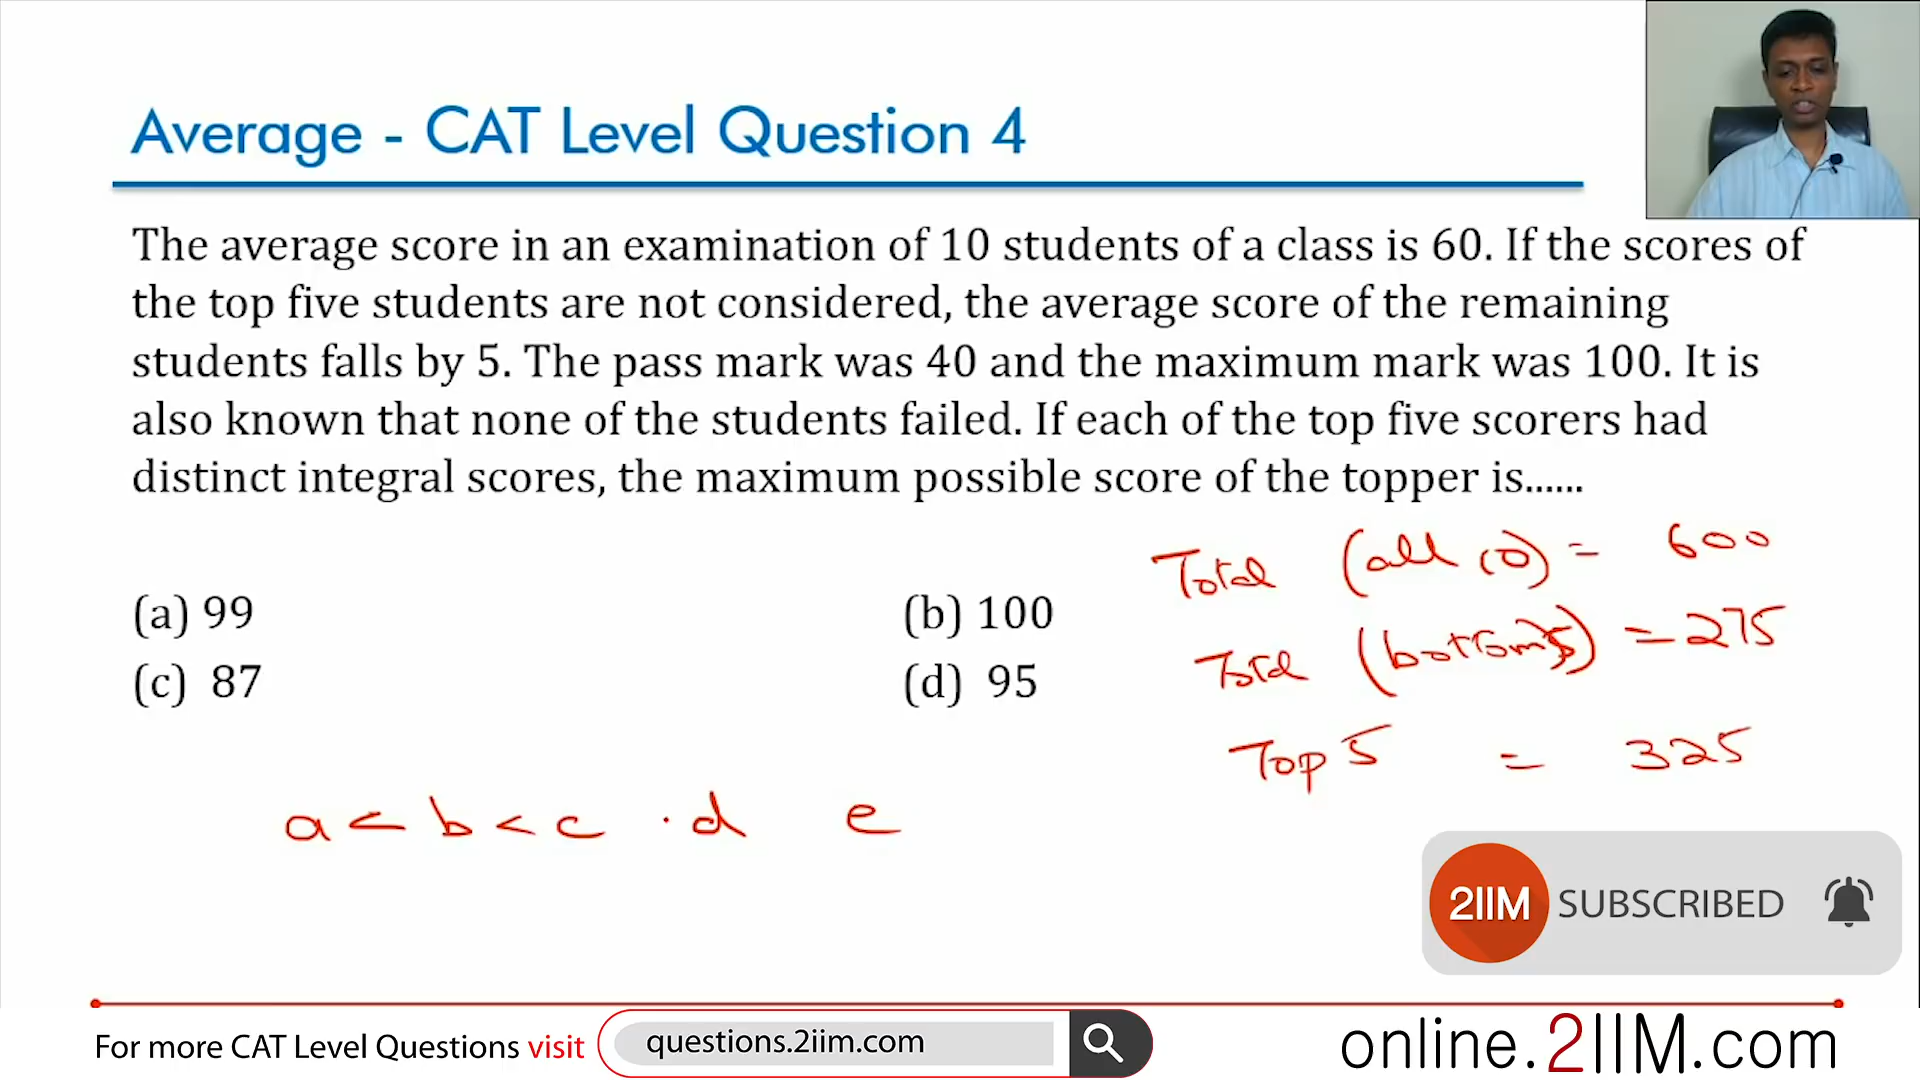 Average - CAT Level Question 4
The average score in an examination of 10 students of a class is 60. If the scores of
the top five students are not considered, the average score of the remaining
students falls by 5. The pass mark was 40 and the maximum mark was 100. It is
also known that none of the students failed. If each of the top five scorers had
distinct integral scores, the maximum possible score of the topper is......
Total (all 10) = 600
(a) 99 (b) 100
Total (bottom 5) = 275
(c) 87 (d) 95
Top 5 = 325
a < b < c . d e
2IIM SUBSCRIBED
For more CAT Level Questions visit questions.2iim.com online.2IIM.com